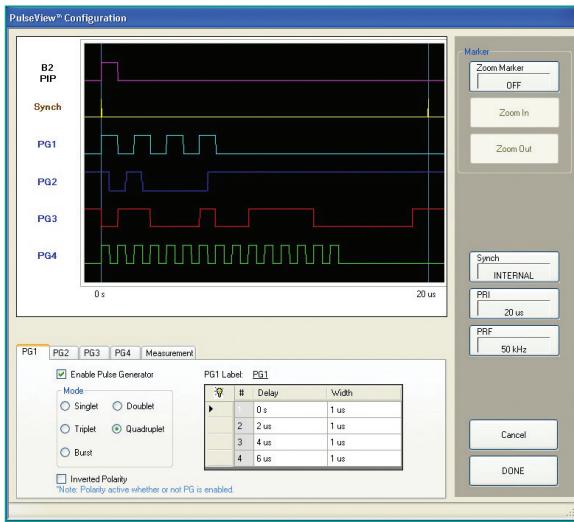 PulseView™ Configuration
B2
PIP
Synch
PG1
PG2
PG3
PG4
0 s
20 us
Marker
Zoom Marker
OFF
Zoom In
Zoom Out
Synch
INTERNAL
PRI
20 us
PRF
50 kHz
Cancel
DONE
PG1 PG2 PG3 PG4 Measurement
Enable Pulse Generator
Mode
Singlet Doublet
Triplet Quadruplet
Burst
Inverted Polarity
*Note: Polarity active whether or not PG is enabled.
PG1 Label: PG1
# Delay Width
1 0 s 1 us
2 2 us 1 us
3 4 us 1 us
4 6 us 1 us